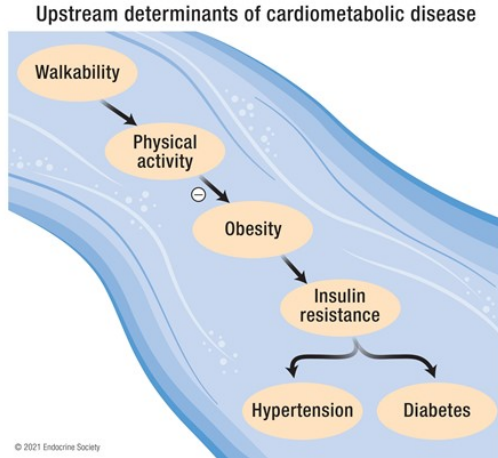 Upstream determinants of cardiometabolic disease
Walkability
Physical
activity
−
Obesity
Insulin
resistance
Hypertension
Diabetes
© 2021 Endocrine Society